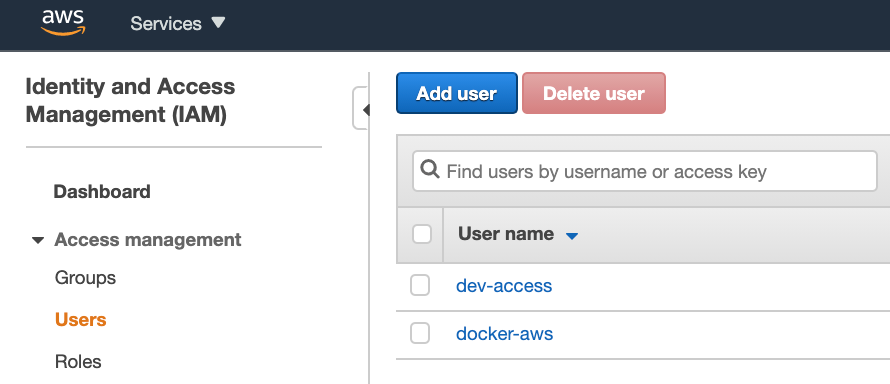 aws
Services
Identity and Access
Management (IAM)
Dashboard
Access management
Groups
Users
Roles
Add user
Delete user
Find users by username or access key
User name
dev-access
docker-aws